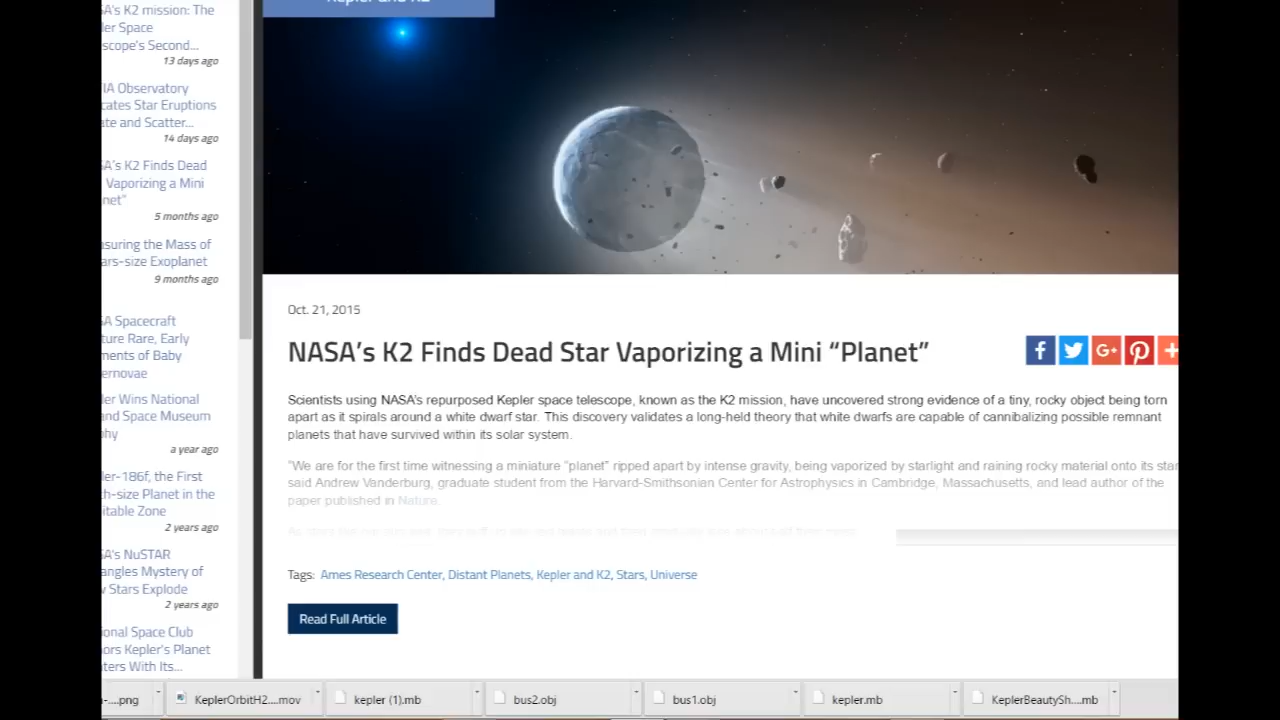 Kepler and K2
A's K2 mission: The
ler Space
scope's Second...
13 days ago
IA Observatory
cates Star Eruptions
ate and Scatter...
14 days ago
SA's K2 Finds Dead
Vaporizing a Mini
net"
5 months ago
suring the Mass of
ars-size Exoplanet
9 months ago
SA Spacecraft
ture Rare, Early
ments of Baby
ernovae
ler Wins National
and Space Museum
phy
a year ago
ler-186f, the First
h-size Planet in the
itable Zone
2 years ago
SA's NuSTAR
angles Mystery of
w Stars Explode
2 years ago
ional Space Club
ors Kepler's Planet
ters With Its...
Oct. 21, 2015
NASA's K2 Finds Dead Star Vaporizing a Mini “Planet”
Scientists using NASA's repurposed Kepler space telescope, known as the K2 mission, have uncovered strong evidence of a tiny, rocky object being torn
apart as it spirals around a white dwarf star. This discovery validates a long-held theory that white dwarfs are capable of cannibalizing possible remnant
planets that have survived within its solar system.
“We are for the first time witnessing a miniature “planet” ripped apart by intense gravity, being vaporized by starlight and raining rocky material onto its star
said Andrew Vanderburg, graduate student from the Harvard-Smithsonian Center for Astrophysics in Cambridge, Massachusetts, and lead author of the
paper published in Nature.
Tags: Ames Research Center, Distant Planets, Kepler and K2, Stars, Universe
Read Full Article
-....png KeplerOrbitH2....mov kepler (1).mb bus2.obj bus1.obj kepler.mb KeplerBeautySh....mb